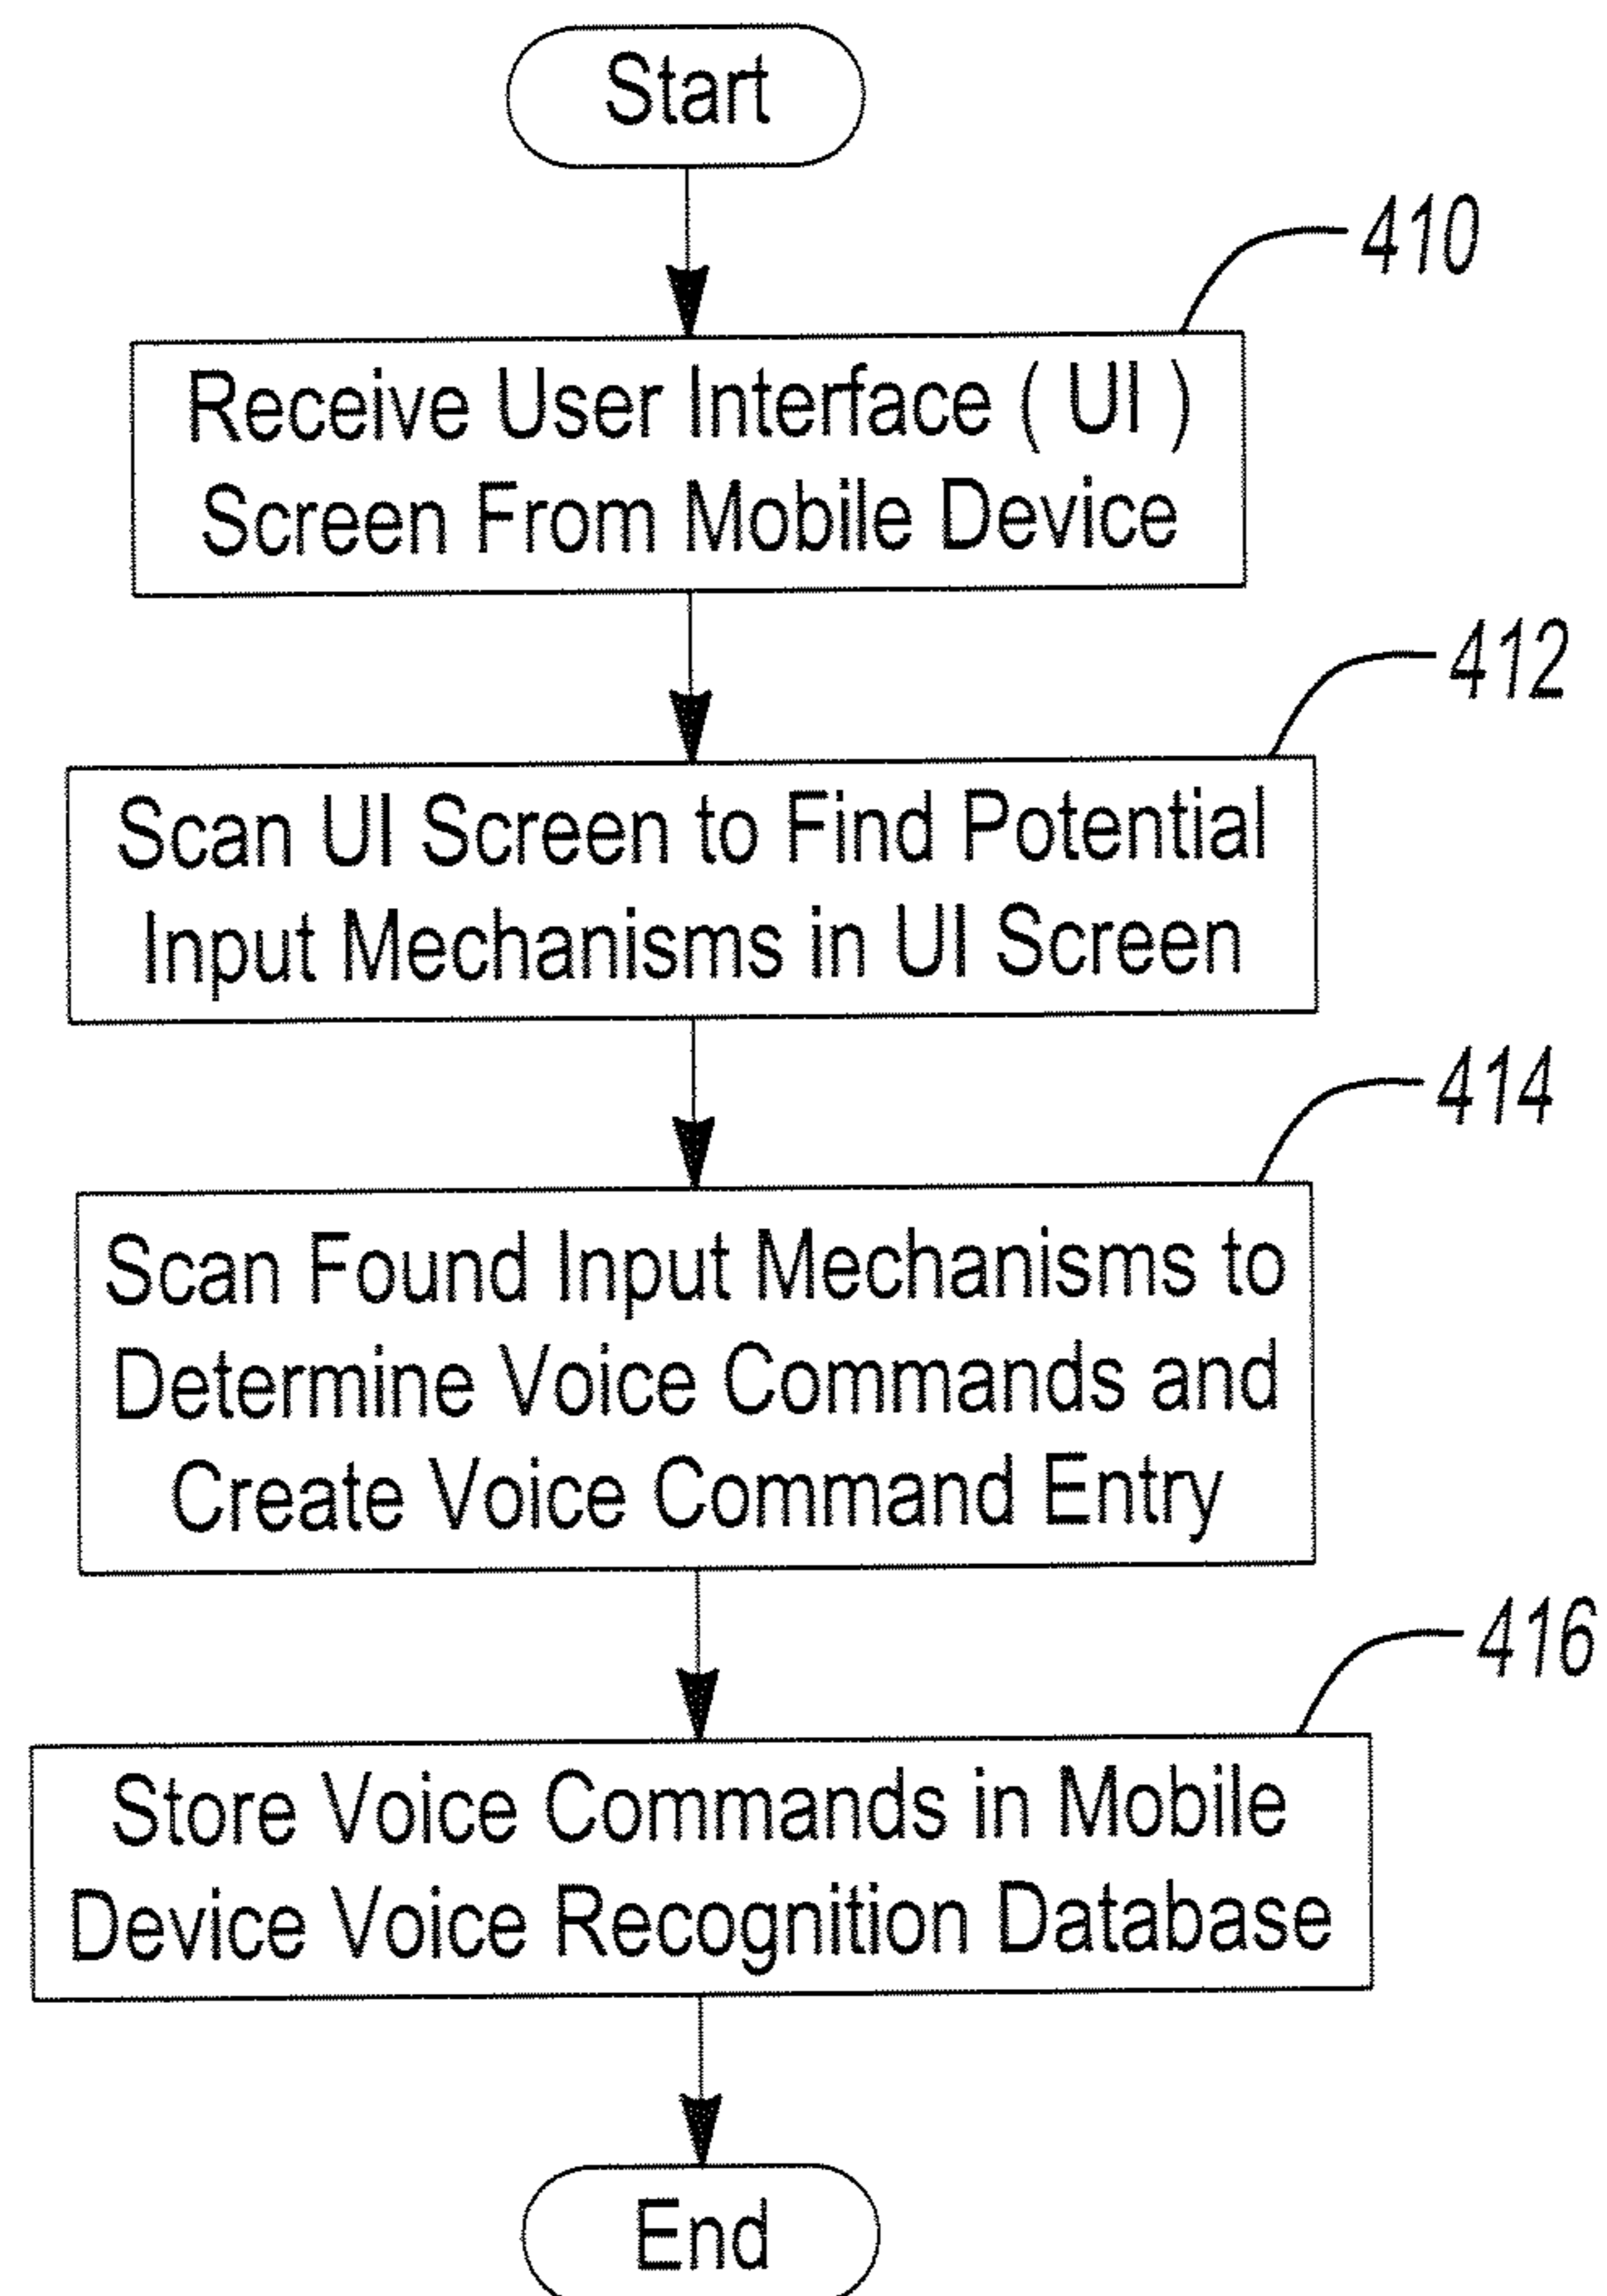 Start
410
Receive User Interface ( UI )
Screen From Mobile Device
412
Scan UI Screen to Find Potential
Input Mechanisms in UI Screen
414
Scan Found Input Mechanisms to
Determine Voice Commands and
Create Voice Command Entry
416
Store Voice Commands in Mobile
Device Voice Recognition Database
End